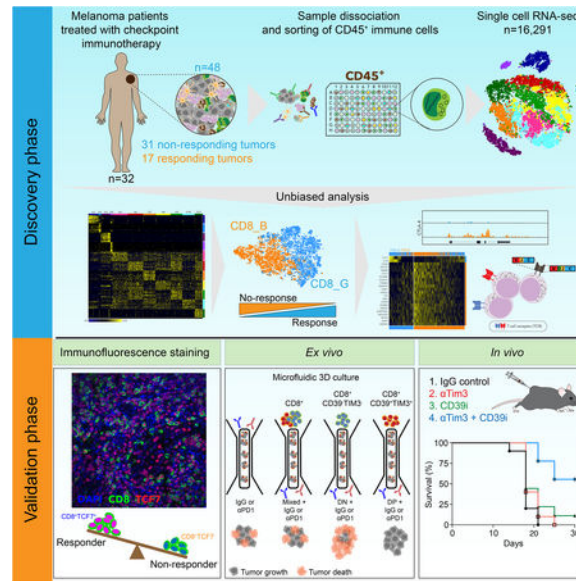 Discovery phase
Melanoma patients
treated with checkpoint
immunotherapy
n=48
31 non-responding tumors
17 responding tumors
n=32
Sample dissociation
and sorting of CD45+ immune cells
CD45+
Single cell RNA-seq
n=16,291
Unbiased analysis
CD8_B
CD8_G
No-response
Response
Validation phase
Immunofluorescence staining
DAPI CD8 TCF7
CD8+TCF7+
CD8+TCF7-
Responder
Non-responder
Ex vivo
Microfluidic 3D culture
CD8+
CD8+
CD39-TIM3-
CD8+
CD39+TIM3+
IgG or
αPD1
Mixed +
IgG or
αPD1
DN +
IgG or
αPD1
DP +
IgG or
αPD1
Tumor growth
Tumor death
In vivo
1. IgG control
2. αTim3
3. CD39i
4. αTim3 + CD39i
Survival (%)
100
80
60
40
20
0
0
10
20
30
Days